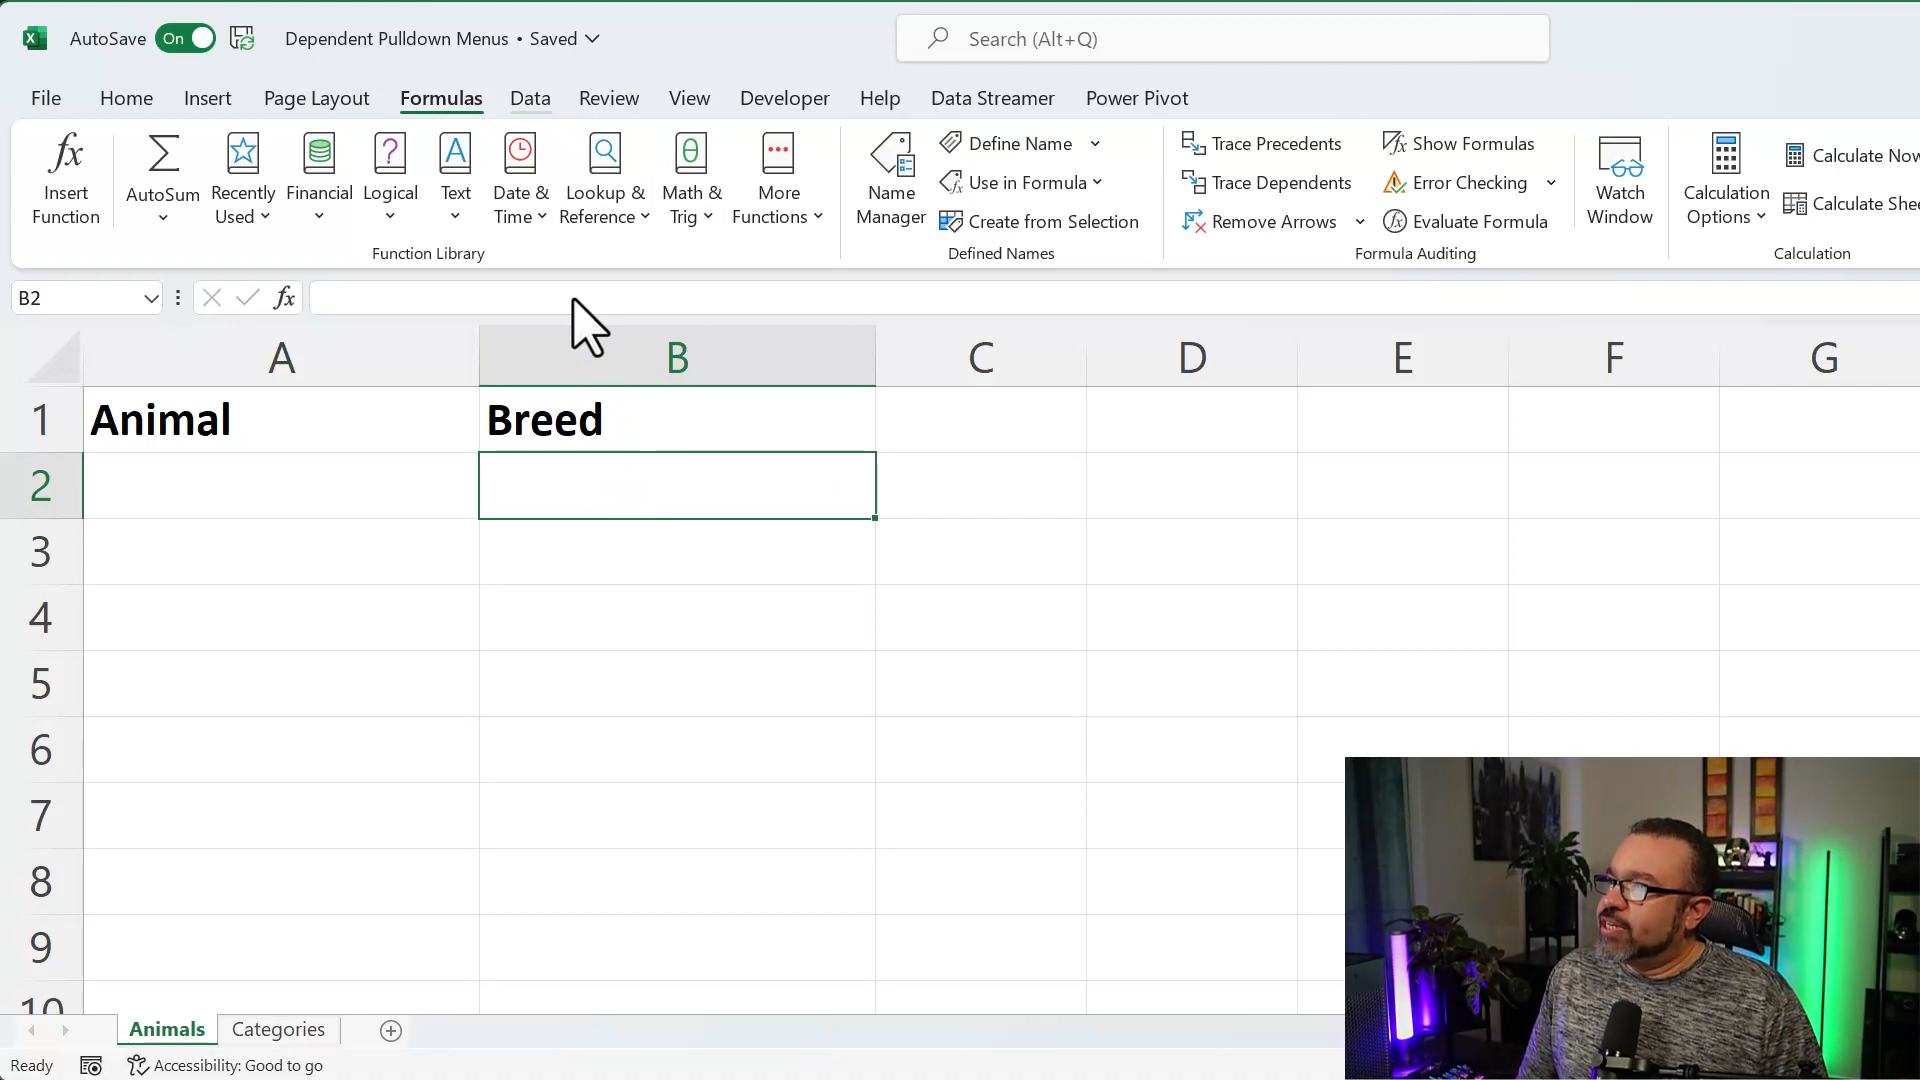 AutoSave On Dependent Pulldown Menus • Saved Search (Alt+Q)
File Home Insert Page Layout Formulas Data Review View Developer Help Data Streamer Power Pivot
fx Insert Function
AutoSum
Recently Used
Financial
Logical
Text
Date & Time
Lookup & Reference
Math & Trig
More Functions
Function Library
Name Manager
Define Name
Use in Formula
Create from Selection
Defined Names
Trace Precedents
Trace Dependents
Remove Arrows
Show Formulas
Error Checking
Evaluate Formula
Formula Auditing
Watch Window
Calculation Options
Calculate Now
Calculate Shee
Calculation
B2 fx
A B C D E F G
1 Animal Breed
2
3
4
5
6
7
8
9
10
Animals Categories
Ready Accessibility: Good to go